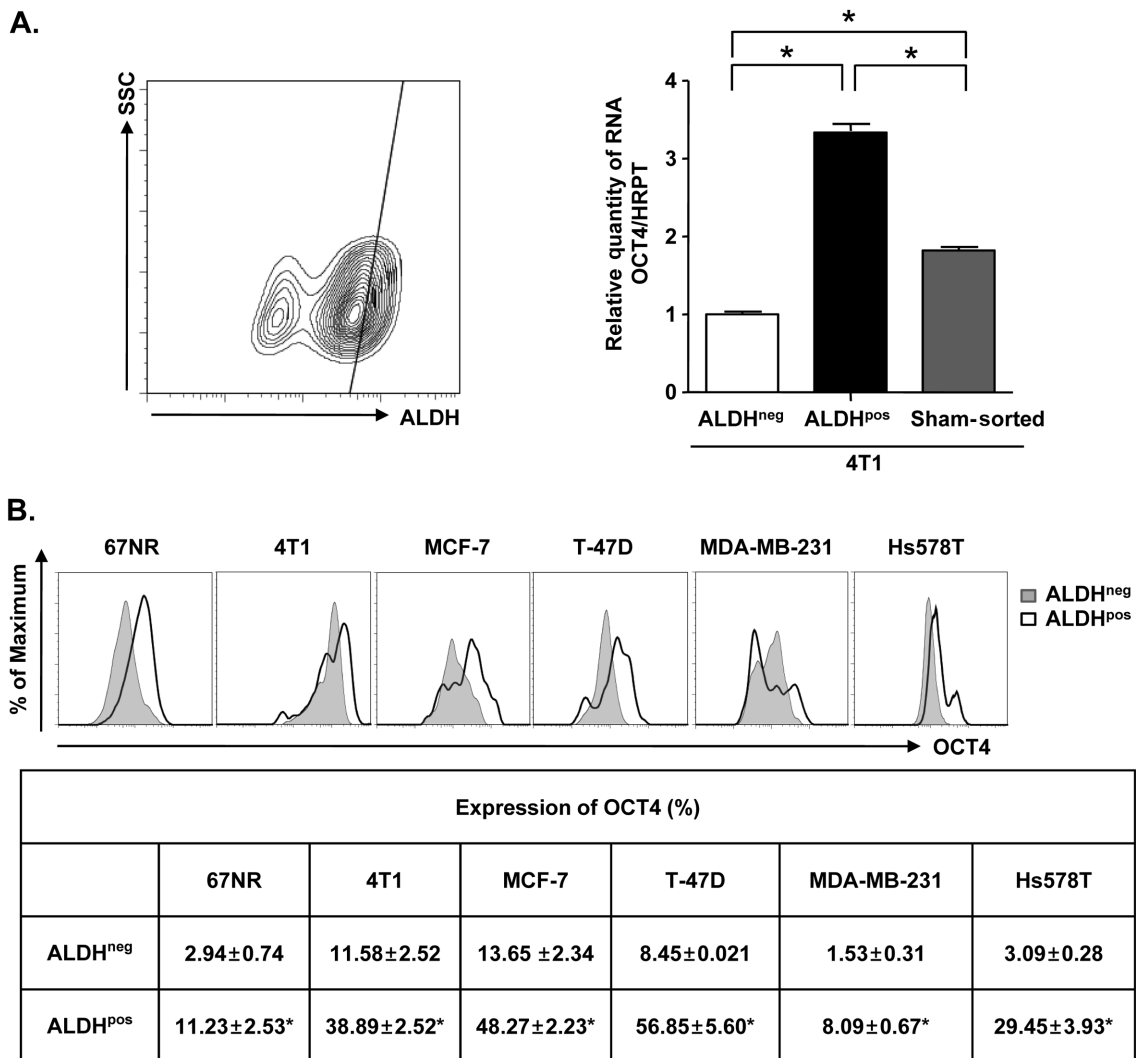 A.
SSC
ALDH
Relative quantity of RNA
OCT4/HRPT
4
3
2
1
0
* 
* *
ALDHneg ALDHpos Sham-sorted
4T1
B.
67NR 4T1 MCF-7 T-47D MDA-MB-231 Hs578T
% of Maximum
ALDHneg
ALDHpos
OCT4
Expression of OCT4 (%)
67NR 4T1 MCF-7 T-47D MDA-MB-231 Hs578T
ALDHneg 2.94±0.74 11.58±2.52 13.65 ±2.34 8.45±0.021 1.53±0.31 3.09±0.28
ALDHpos 11.23±2.53* 38.89±2.52* 48.27±2.23* 56.85±5.60* 8.09±0.67* 29.45±3.93*